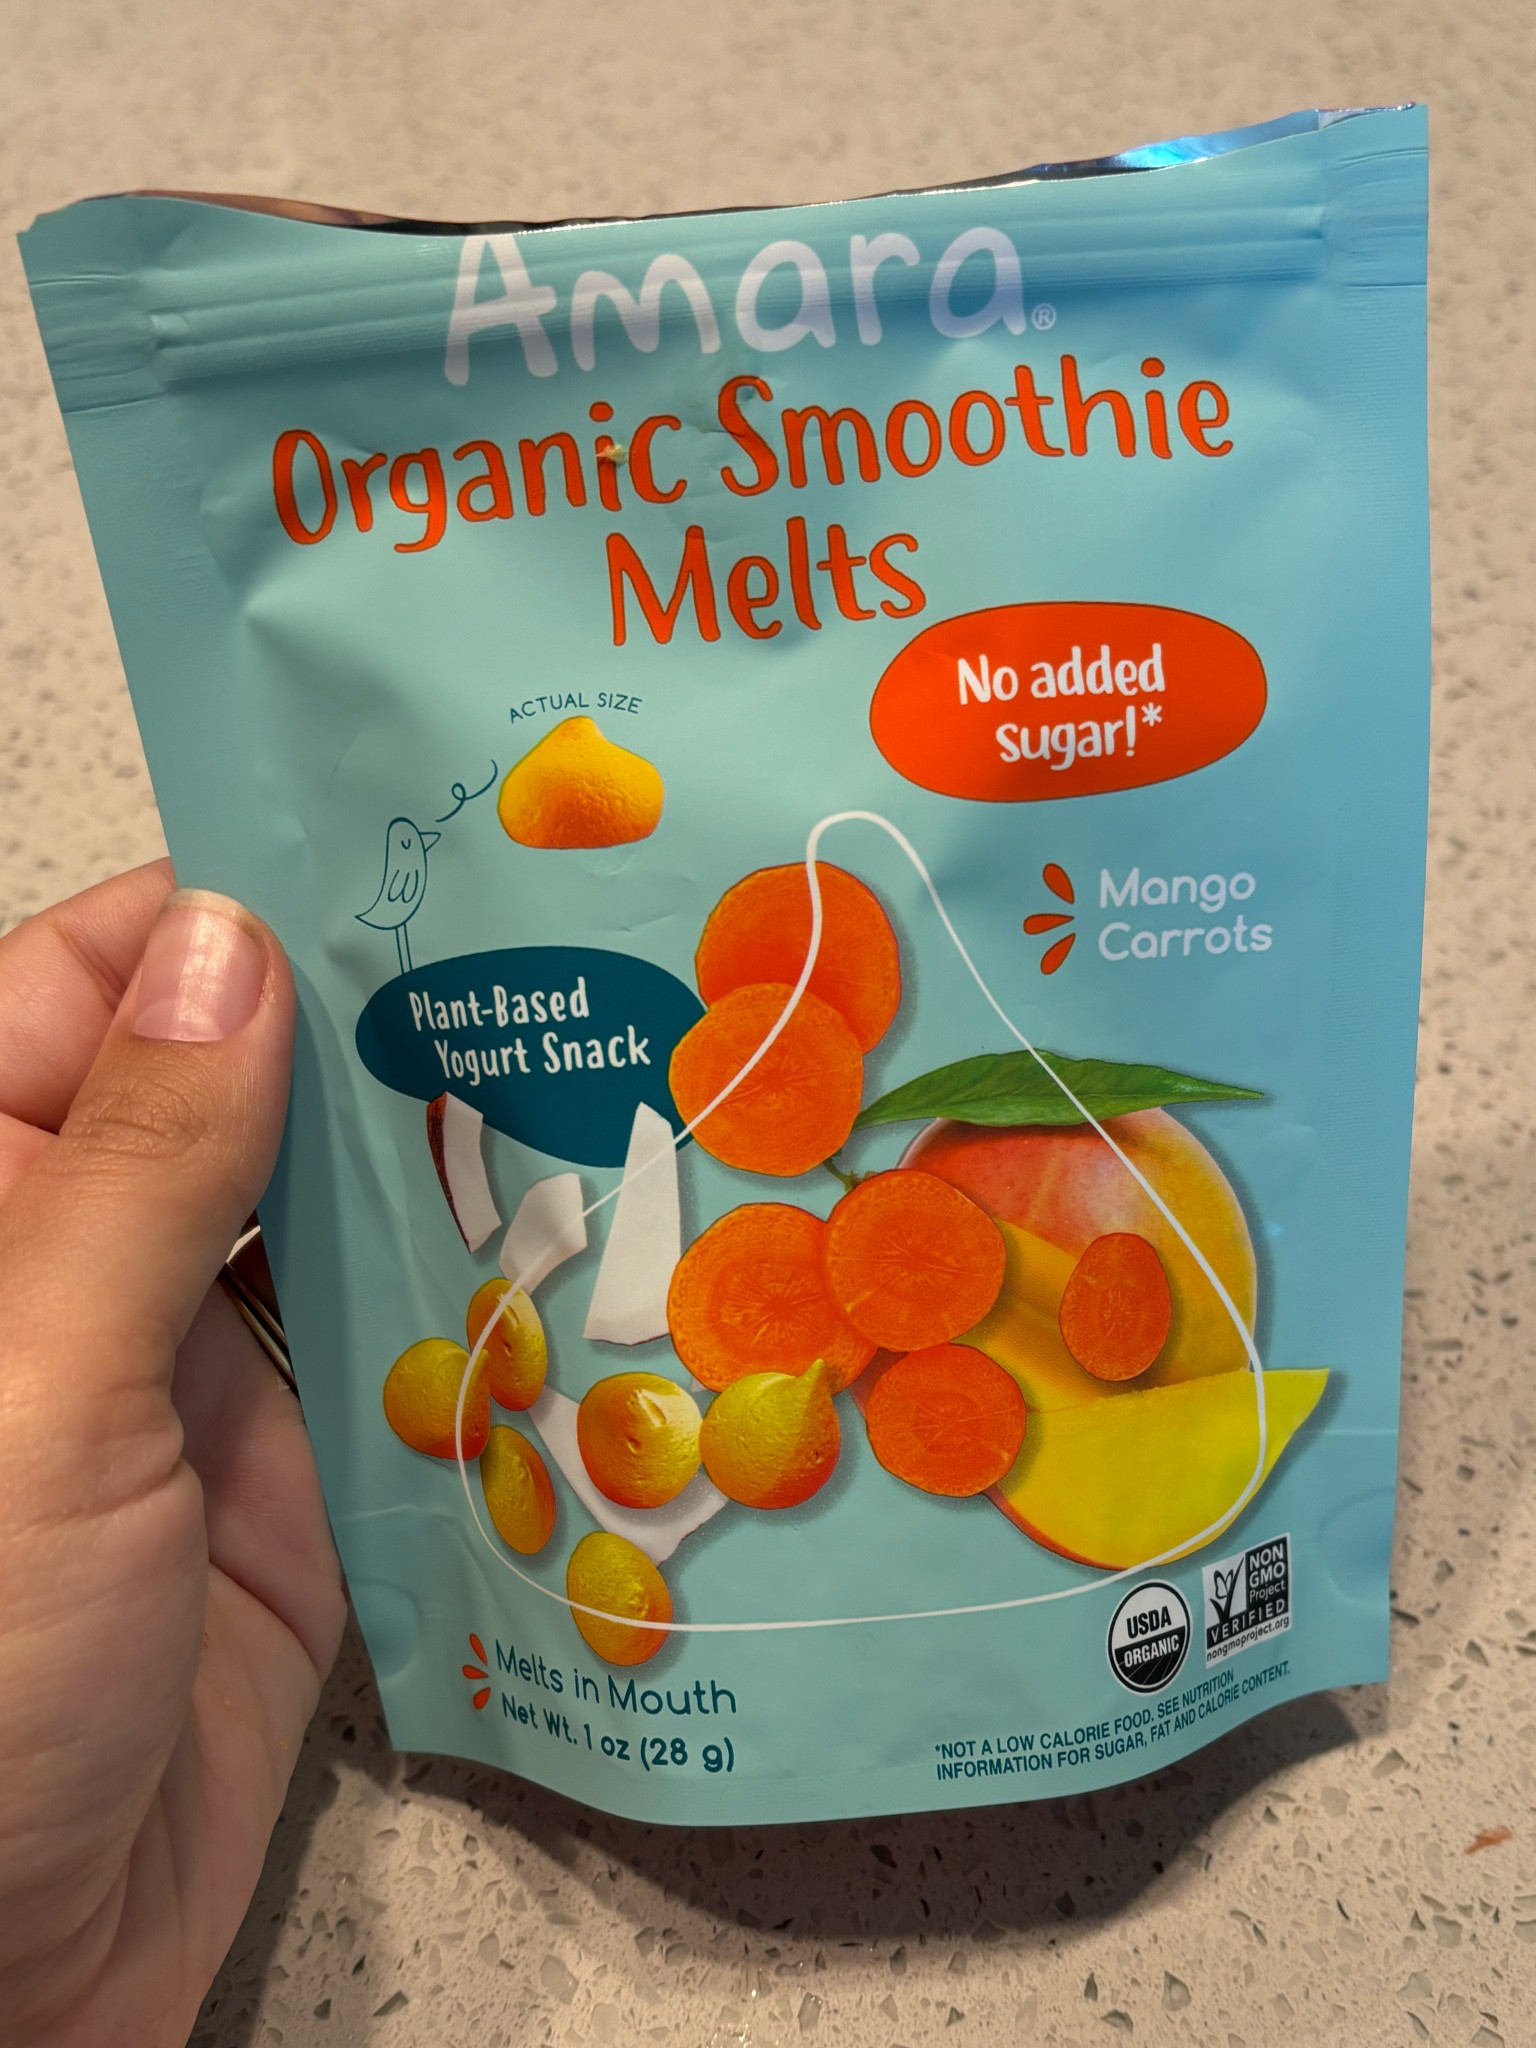 Amara®
Organic Smoothie
Melts
No added
sugar!*
ACTUAL SIZE
Mango
Carrots
Plant-Based
Yogurt Snack
Melts in Mouth
Net Wt. 1 oz (28 g)
USDA
ORGANIC
NON
GMO
Project
VERIFIED
nongmoproject.org
*NOT A LOW CALORIE FOOD. SEE NUTRITION
INFORMATION FOR SUGAR, FAT AND CALORIE CONTENT.